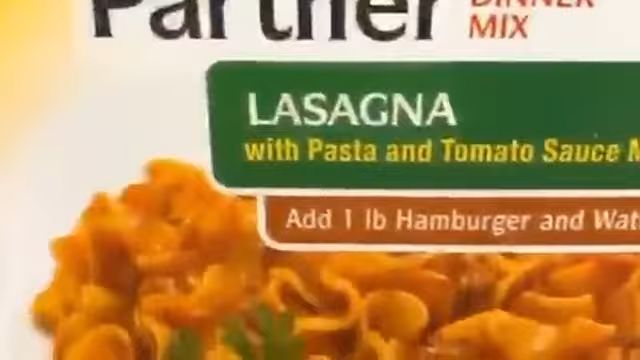 Partner DINNER
MIX
LASAGNA
with Pasta and Tomato Sauce
Add 1 lb Hamburger and